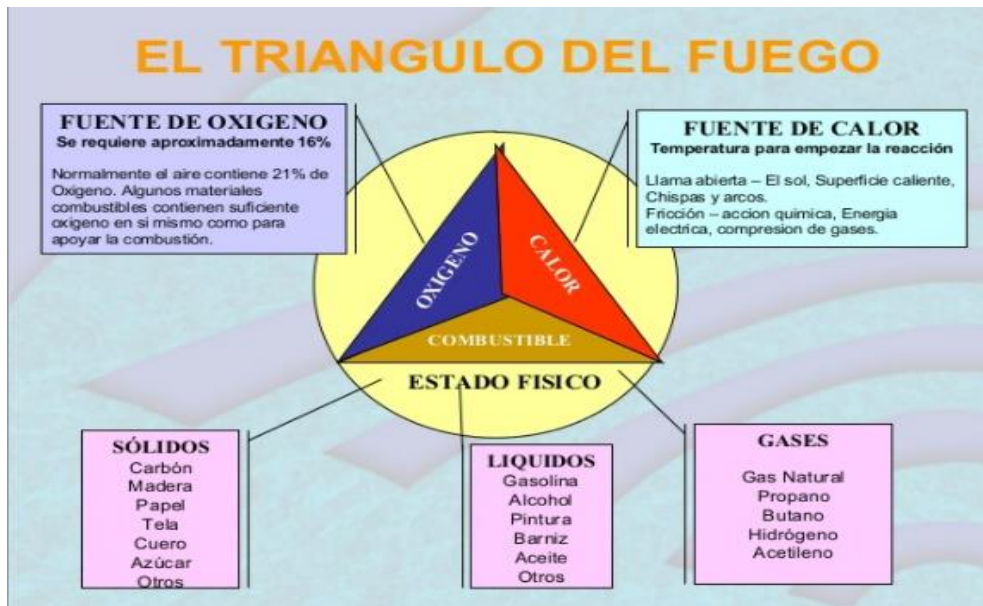 EL TRIANGULO DEL FUEGO
FUENTE DE OXIGENO
Se requiere aproximadamente 16%
Normalmente el aire contiene 21% de
Oxigeno. Algunos materiales
combustibles contienen suficiente
oxigeno en si mismo como para
apoyar la combustión.
FUENTE DE CALOR
Temperatura para empezar la reacción
Llama abierta – El sol, Superficie caliente,
Chispas y arcos.
Fricción – accion quimica, Energia
electrica, compresion de gases.
OXIGENO
CALOR
COMBUSTIBLE
ESTADO FISICO
SÓLIDOS
Carbón
Madera
Papel
Tela
Cuero
Azúcar
Otros
LIQUIDOS
Gasolina
Alcohol
Pintura
Barniz
Aceite
Otros
GASES
Gas Natural
Propano
Butano
Hidrógeno
Acetileno